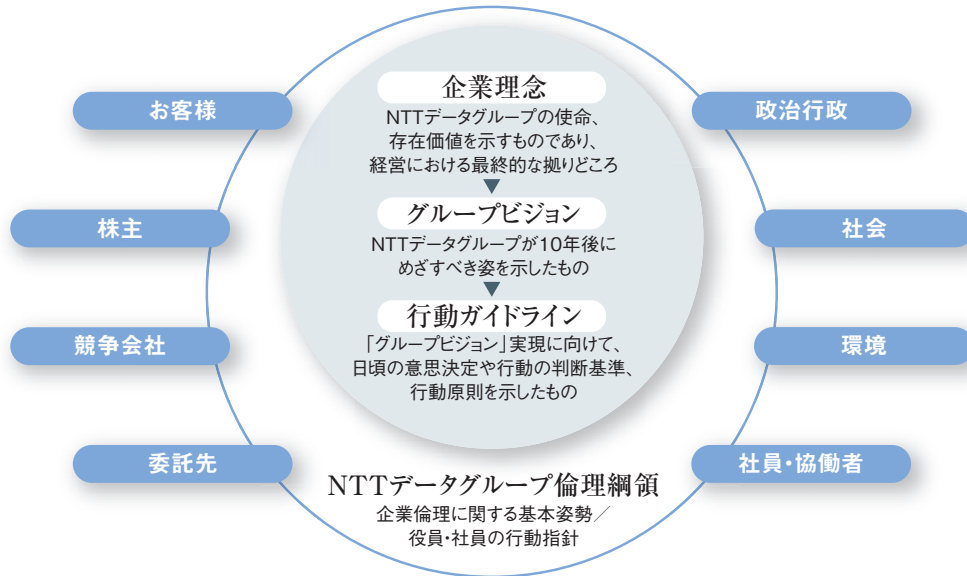 企業理念
NTTデータグループの使命、
存在価値を示すものであり、
経営における最終的な拠りどころ
グループビジョン
NTTデータグループが10年後に
めざすべき姿を示したもの
行動ガイドライン
「グループビジョン」実現に向けて、
日頃の意思決定や行動の判断基準、
行動原則を示したもの
お客様
株主
競争会社
委託先
政治行政
社会
環境
社員・協働者
NTTデータグループ倫理綱領
企業倫理に関する基本姿勢／
役員・社員の行動指針